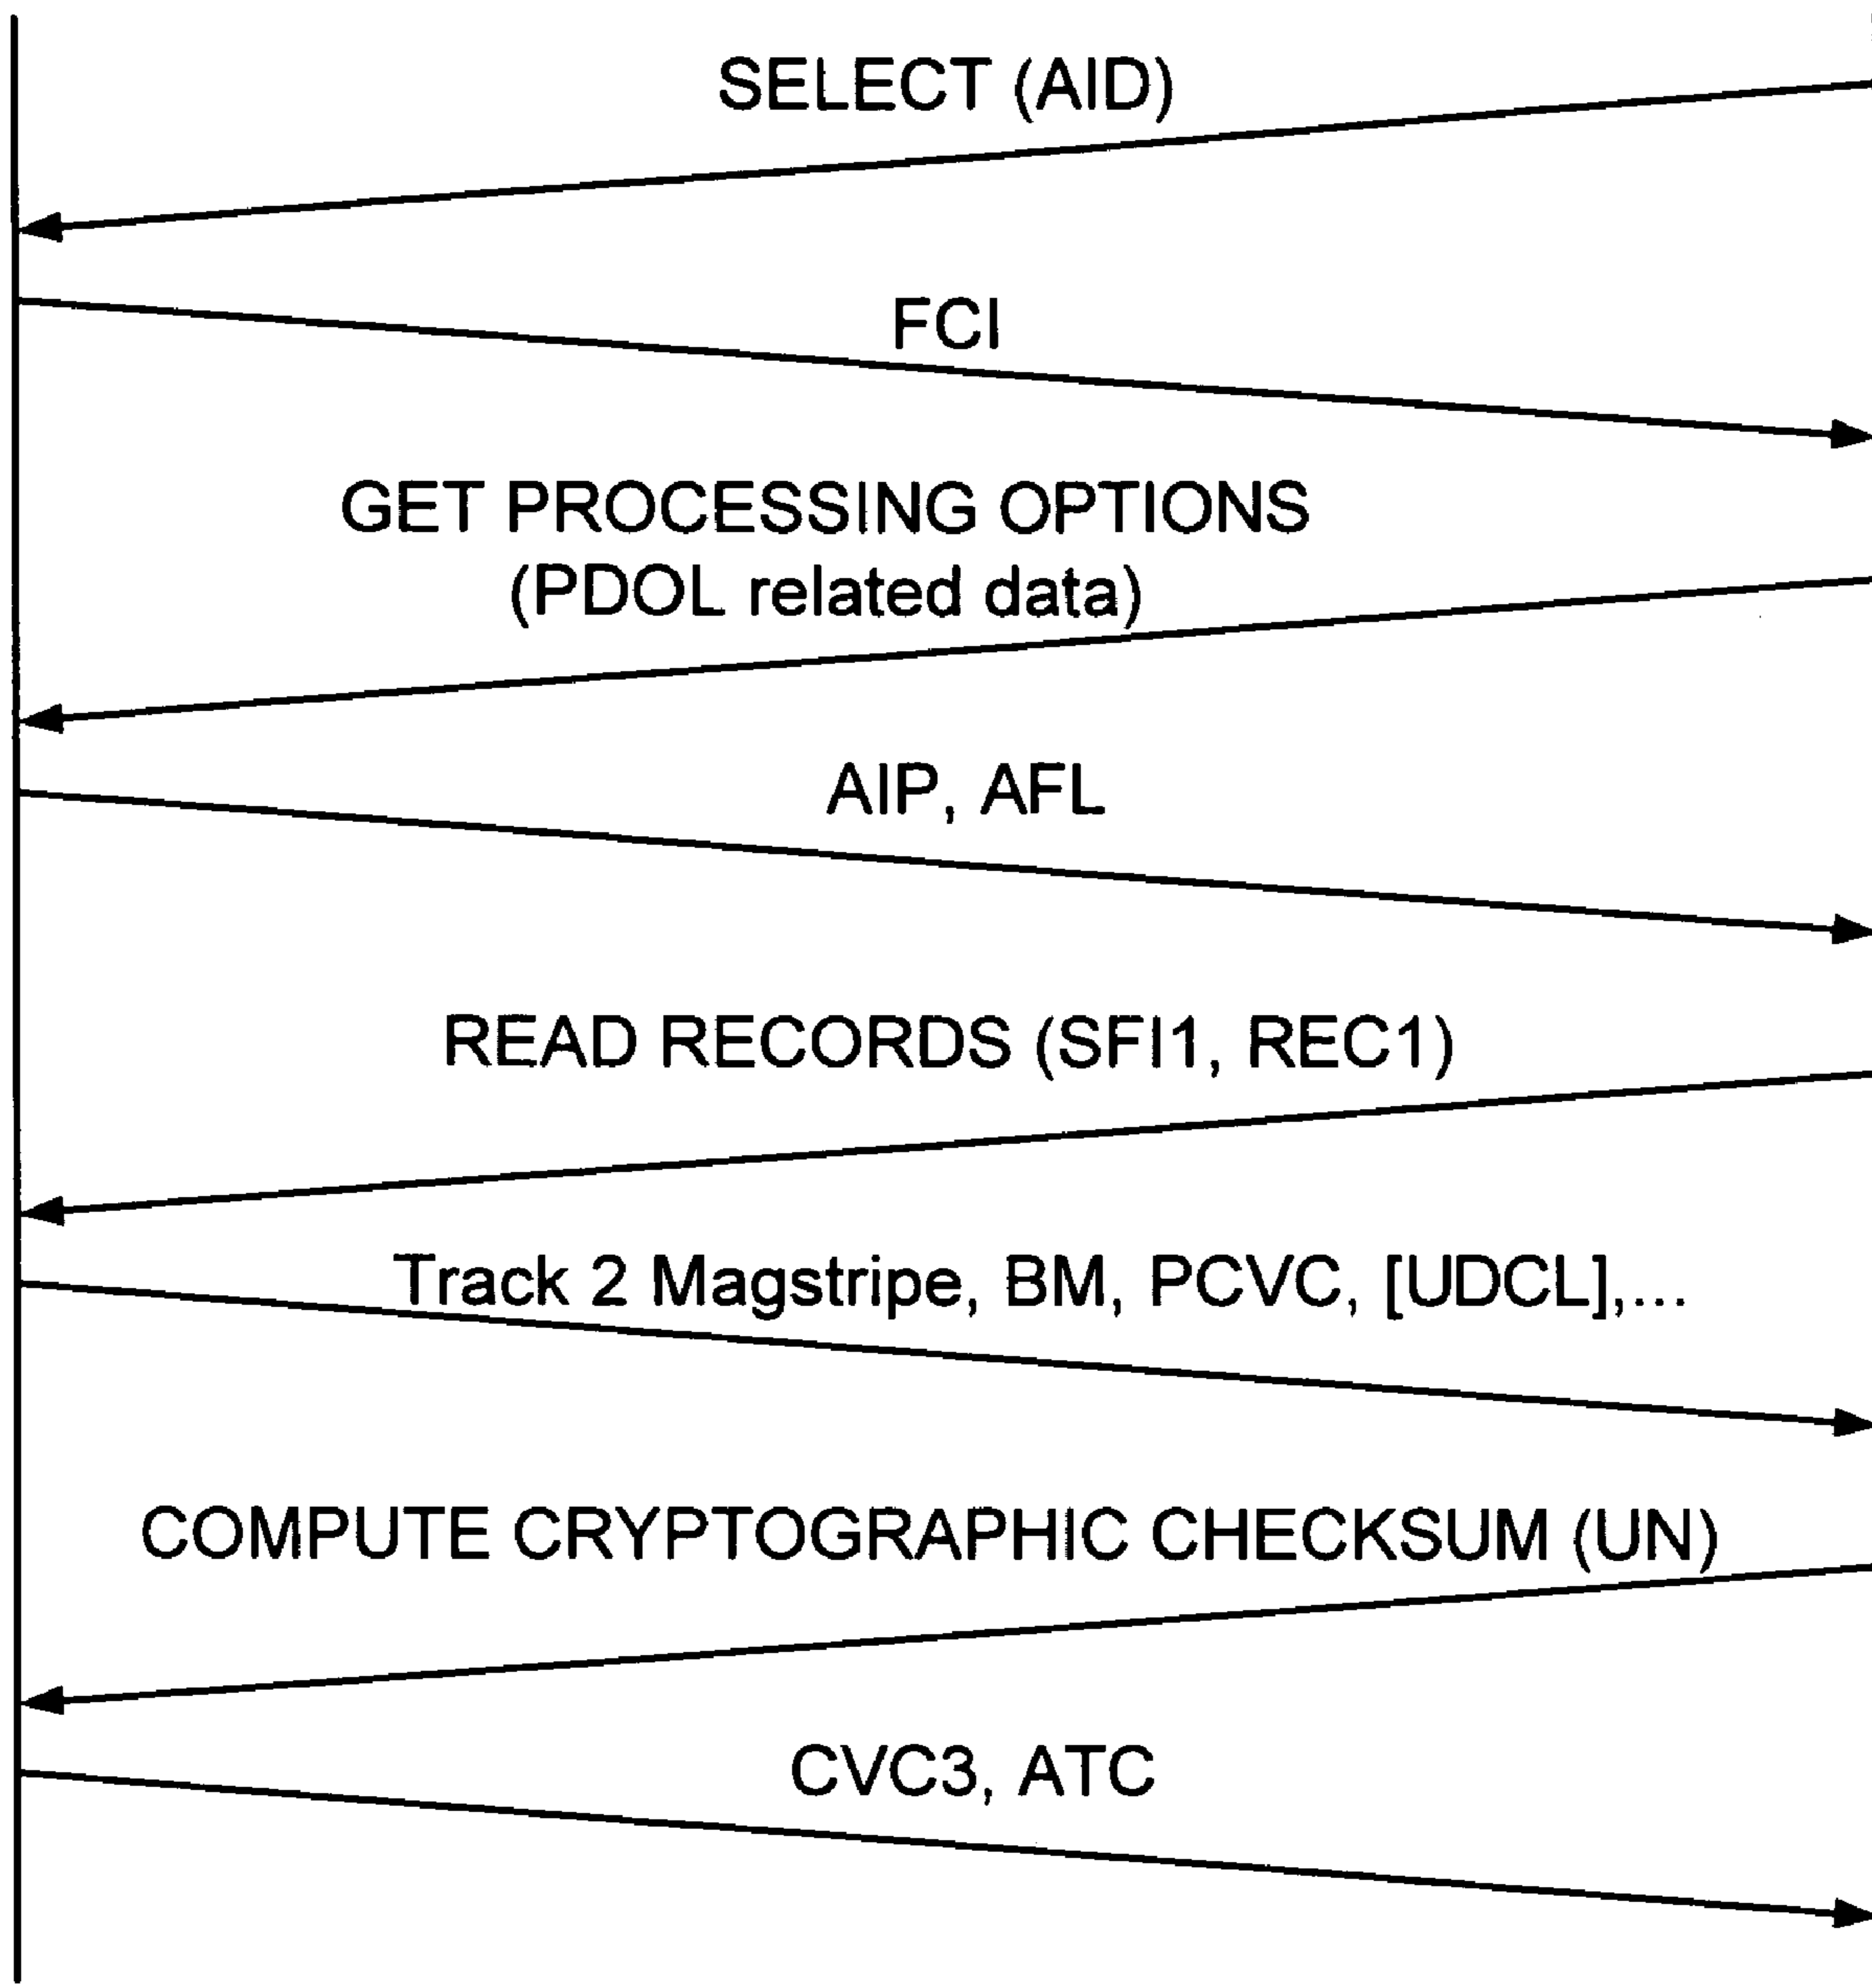 SELECT (AID)
FCI
GET PROCESSING OPTIONS
(PDOL related data)
AIP, AFL
READ RECORDS (SFI1, REC1)
Track 2 Magstripe, BM, PCVC, [UDCL],...
COMPUTE CRYPTOGRAPHIC CHECKSUM (UN)
CVC3, ATC